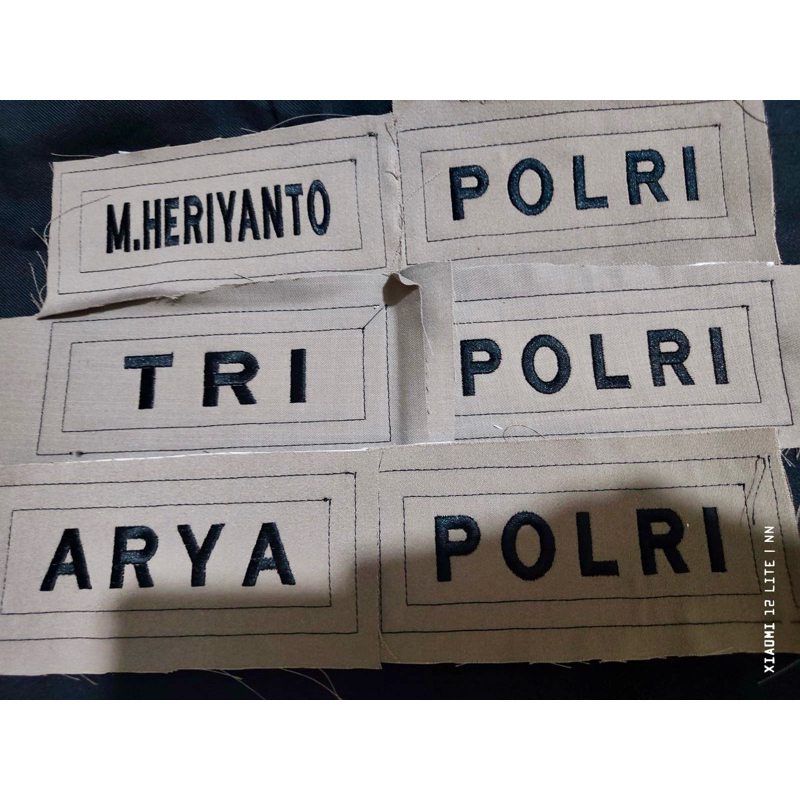 M.HERIYANTO POLRI
TRI POLRI
ARYA POLRI
XIAOMI 12 LITE | NN